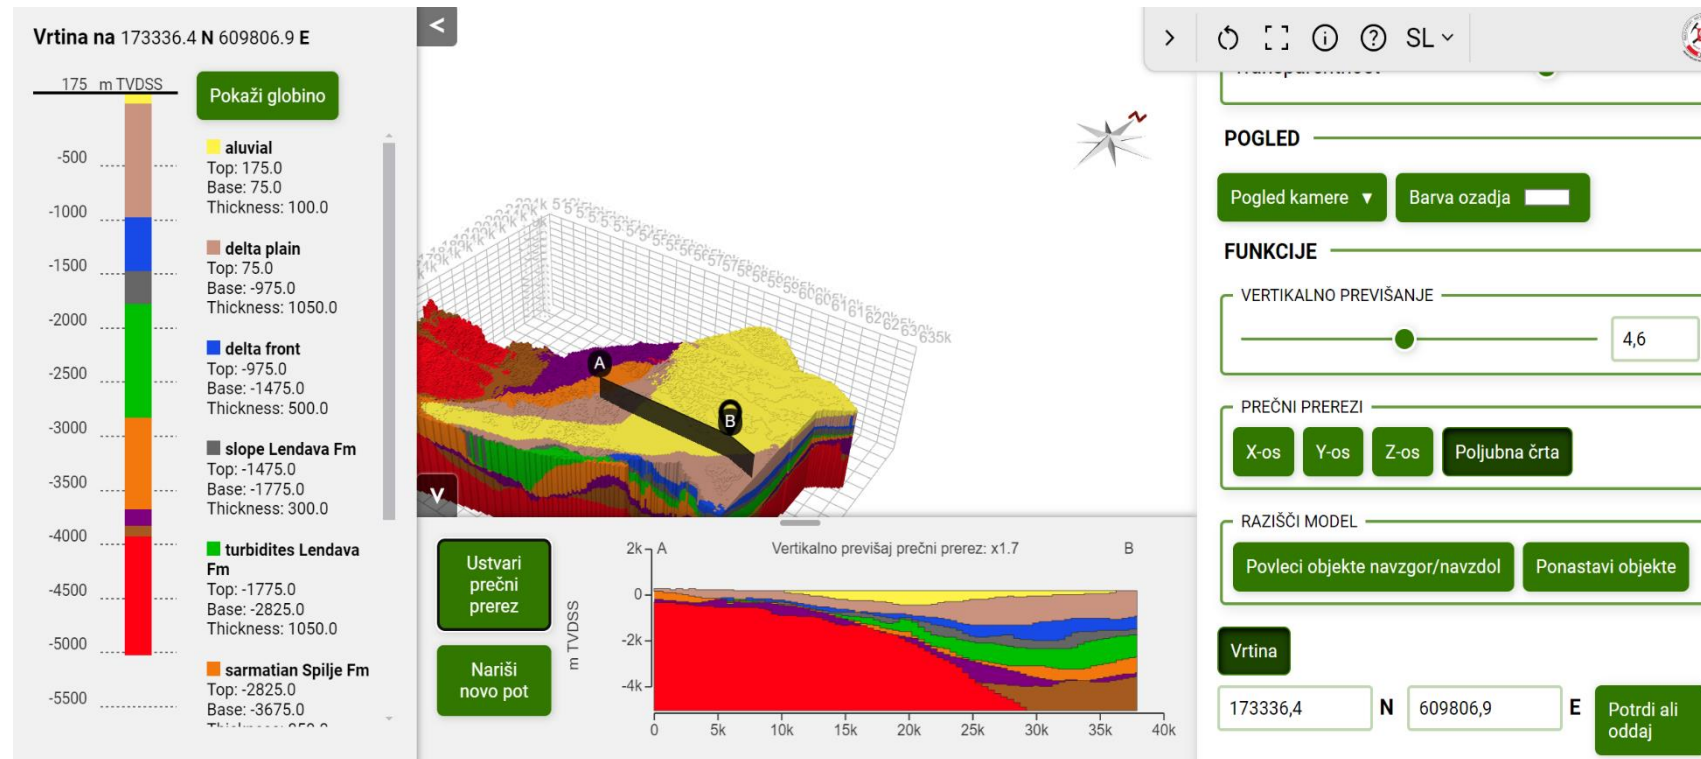 Vrtina na 173336.4 N 609806.9 E
175 m TVDSS
Pokaži globino
-500
-1000
-1500
-2000
-2500
-3000
-3500
-4000
-4500
-5000
-5500
aluvial
Top: 175.0
Base: 75.0
Thickness: 100.0
delta plain
Top: 75.0
Base: -975.0
Thickness: 1050.0
delta front
Top: -975.0
Base: -1475.0
Thickness: 500.0
slope Lendava Fm
Top: -1475.0
Base: -1775.0
Thickness: 300.0
turbidites Lendava
Fm
Top: -1775.0
Base: -2825.0
Thickness: 1050.0
sarmatian Spilje Fm
Top: -2825.0
Base: -3675.0
<
N
635k
A
B
V
Ustvari
prečni
prerez
Nariši
novo pot
2k
A
Vertikalno previšaj prečni prerez: x1.7
B
0
-2k
-4k
m TVDSS
0 5k 10k 15k 20k 25k 30k 35k 40k
> SL
Transparentnost
POGLED
Pogled kamere ▼
Barva ozadja
FUNKCIJE
VERTIKALNO PREVIŠANJE
4,6
PREČNI PREREZI
X-os
Y-os
Z-os
Poljubna črta
RAZIŠČI MODEL
Povleci objekte navzgor/navzdol
Ponastavi objekte
Vrtina
173336,4 N 609806,9 E
Potrdi ali
oddaj